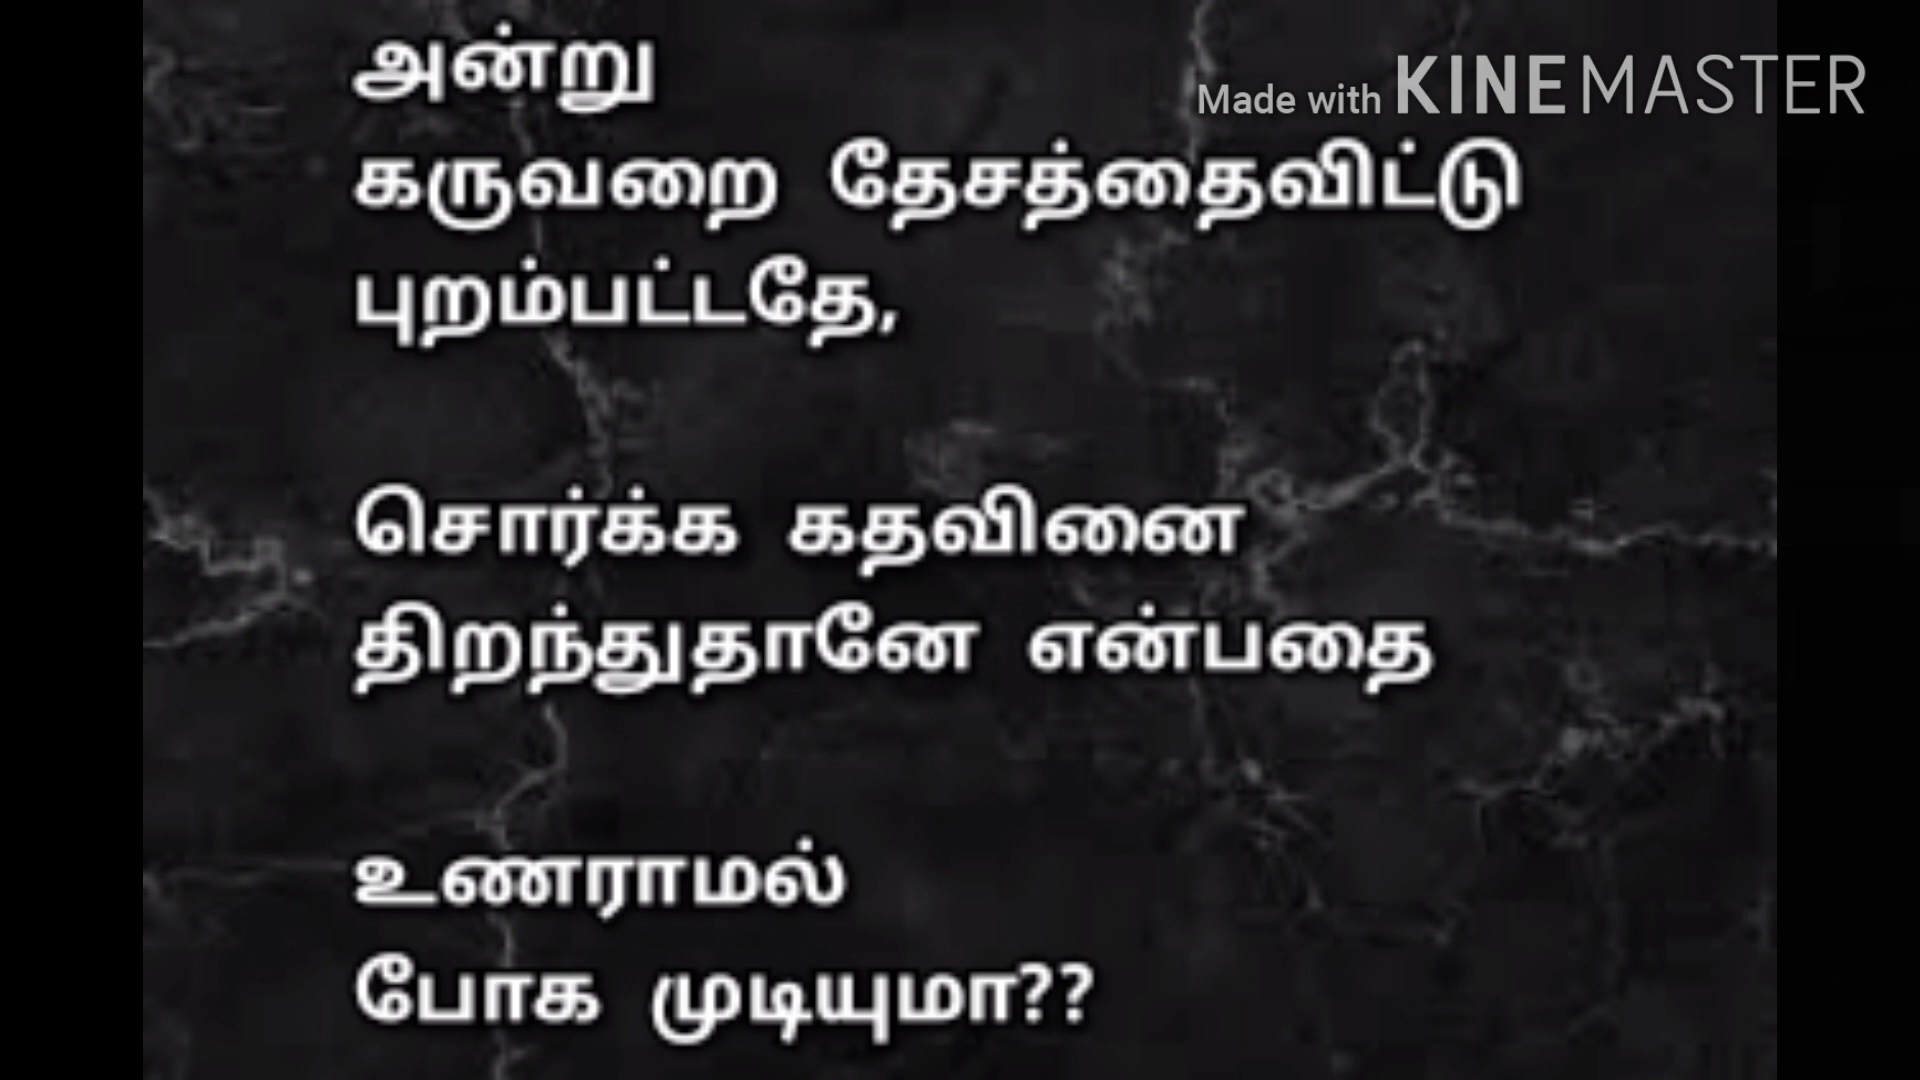 அன்று
Made with KINEMASTER
கருவறை தேசத்தைவிட்டு
புறம்பட்டதே,
சொர்க்க கதவினை
திறந்துதானே என்பதை
உணராமல்
போக முடியுமா??